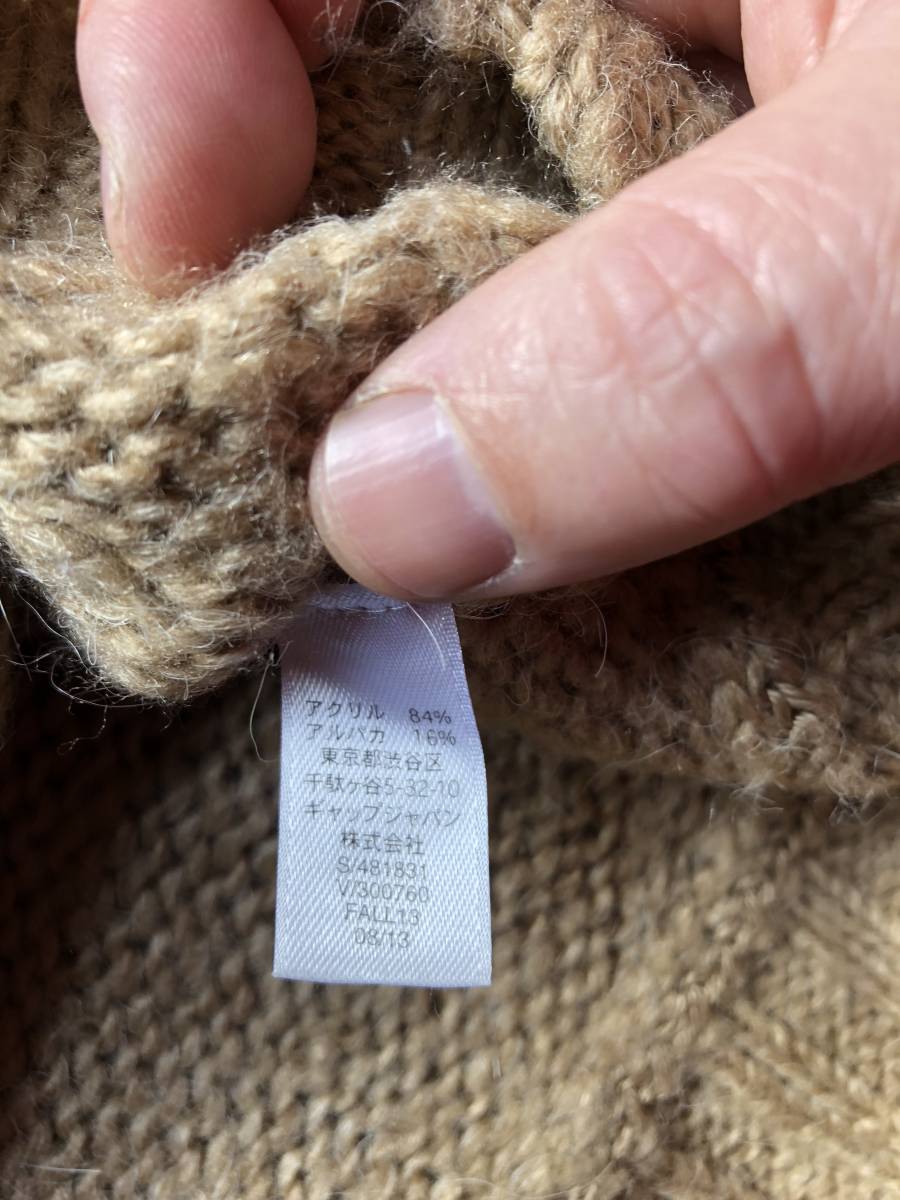 アクリル 84%
アルパカ 16%
東京都渋谷区
千駄ヶ谷5-32-10
ギャップジャパン
株式会社
S/481831
V/300760
FALL13
08/13